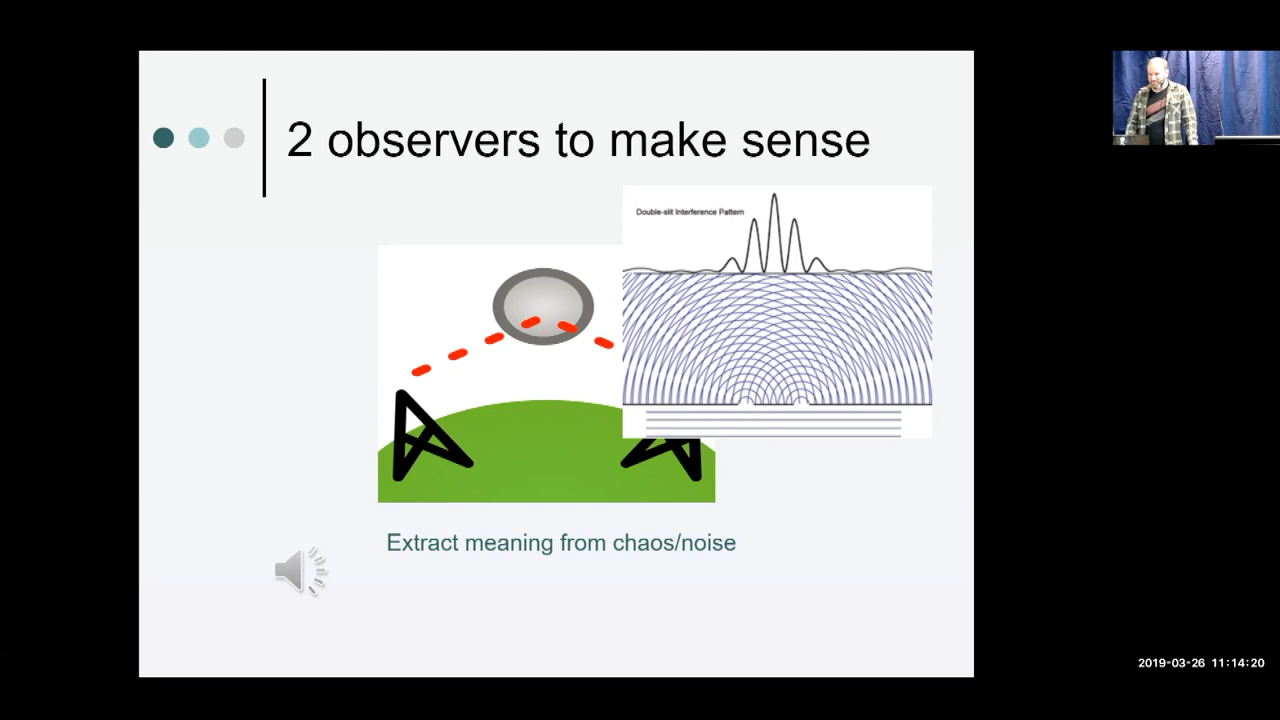 2 observers to make sense
Double-slit Interference Pattern
Extract meaning from chaos/noise
2019-03-26 11:14:20